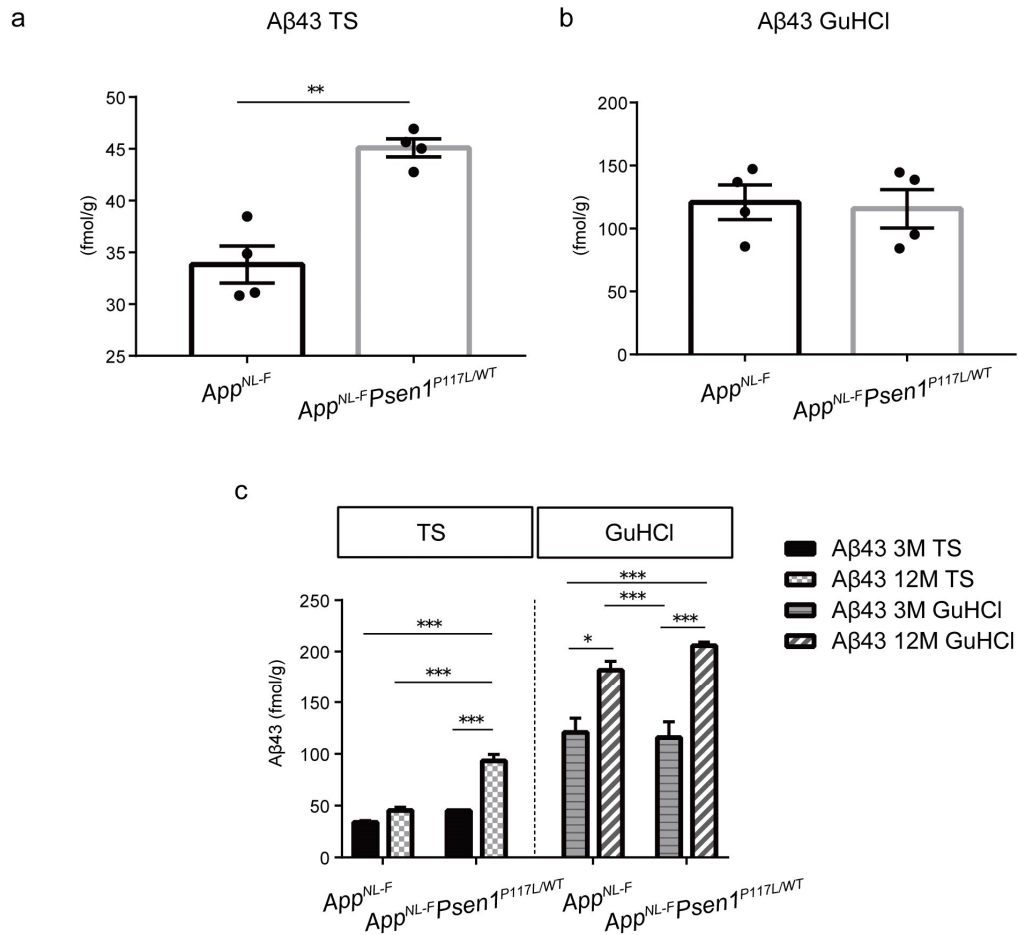 a
Aβ43 TS
(fmol/g)
50
45
40
35
30
25
**
App^NL-F
App^NL-F Psen1^P117L/WT
b
Aβ43 GuHCl
(fmol/g)
200
150
100
50
0
App^NL-F
App^NL-F Psen1^P117L/WT
c
TS
GuHCl
Aβ43 (fmol/g)
250
200
150
100
50
0
***
***
***
***
***
***
*
App^NL-F
App^NL-F Psen1^P117L/WT
App^NL-F
App^NL-F Psen1^P117L/WT
Aβ43 3M TS
Aβ43 12M TS
Aβ43 3M GuHCl
Aβ43 12M GuHCl